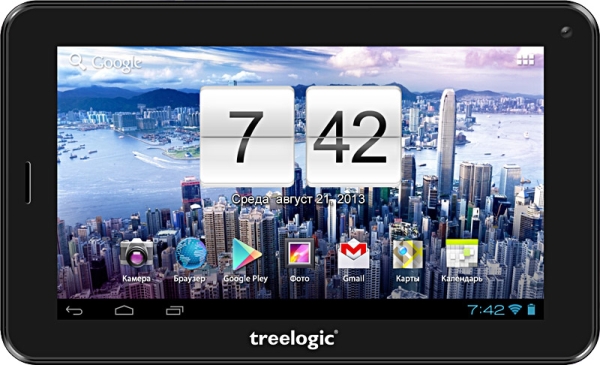 Google
7 42
Среда август 21, 2013
Камера Браузер Google Pley Фото Gmail Карты Календарь
7:42
treelogic®